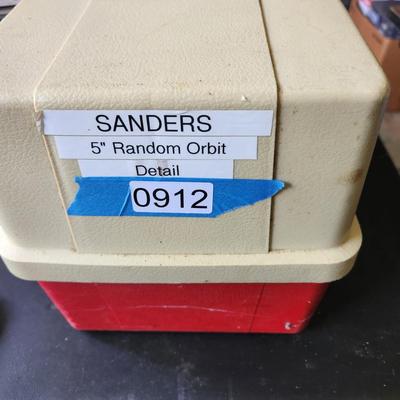 SANDERS
5" Random Orbit
Detail
0912